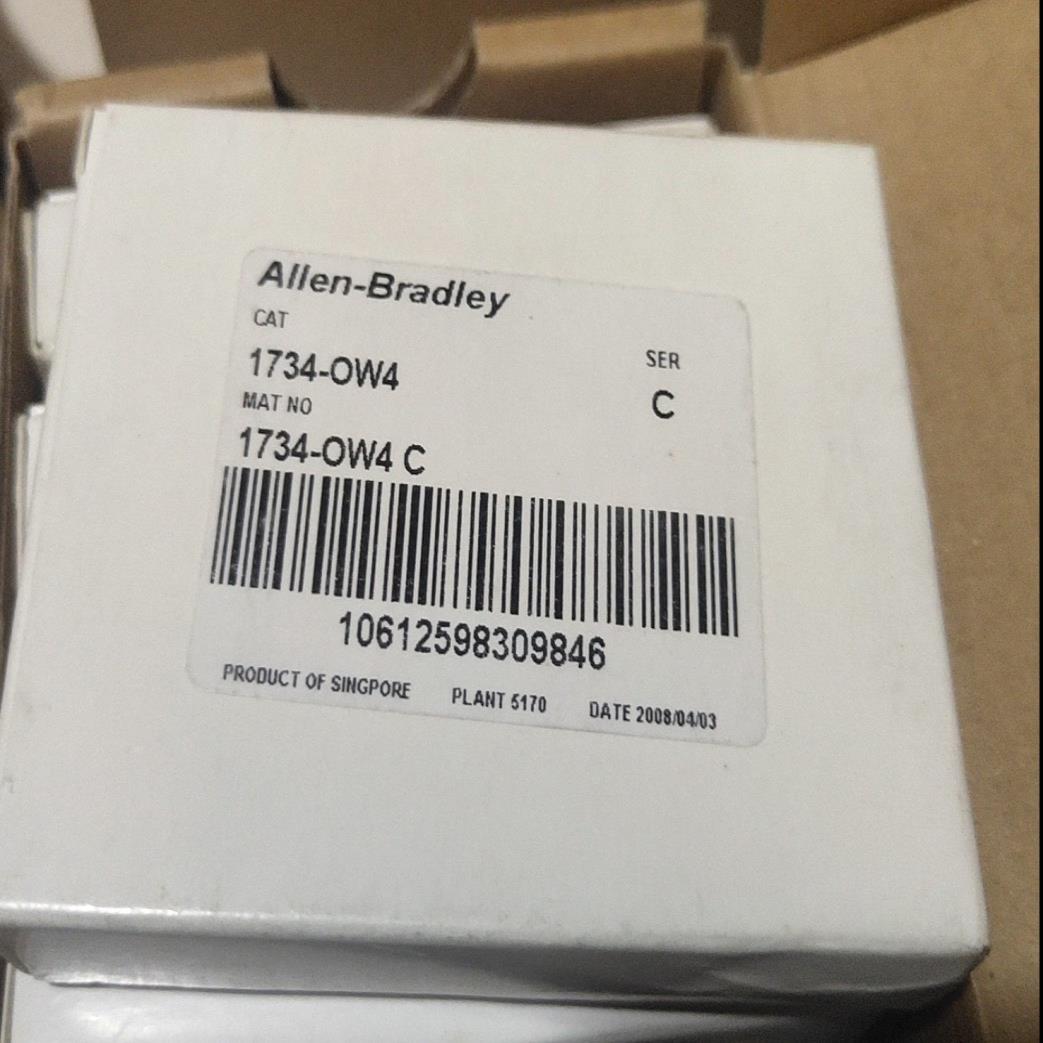 Allen-Bradley
CAT
SER
1734-OW4
C
MAT NO
1734-OW4 C
10612598309846
PRODUCT OF SINGPORE PLANT 5170 DATE 2008/04/03